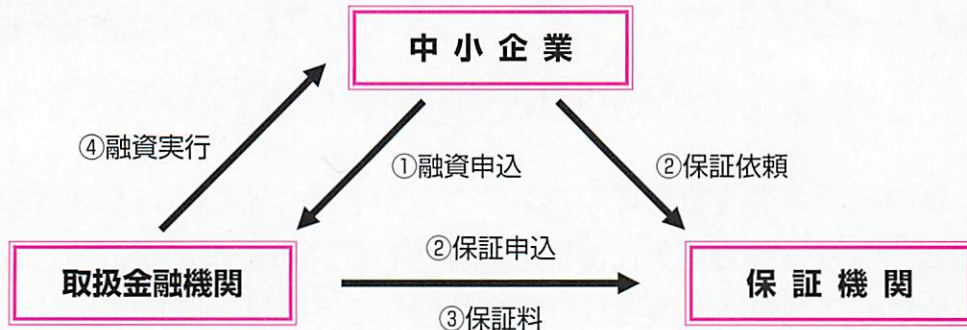 中小企業
④融資実行
①融資申込
②保証依頼
取扱金融機関
②保証申込
③保証料
保証機関